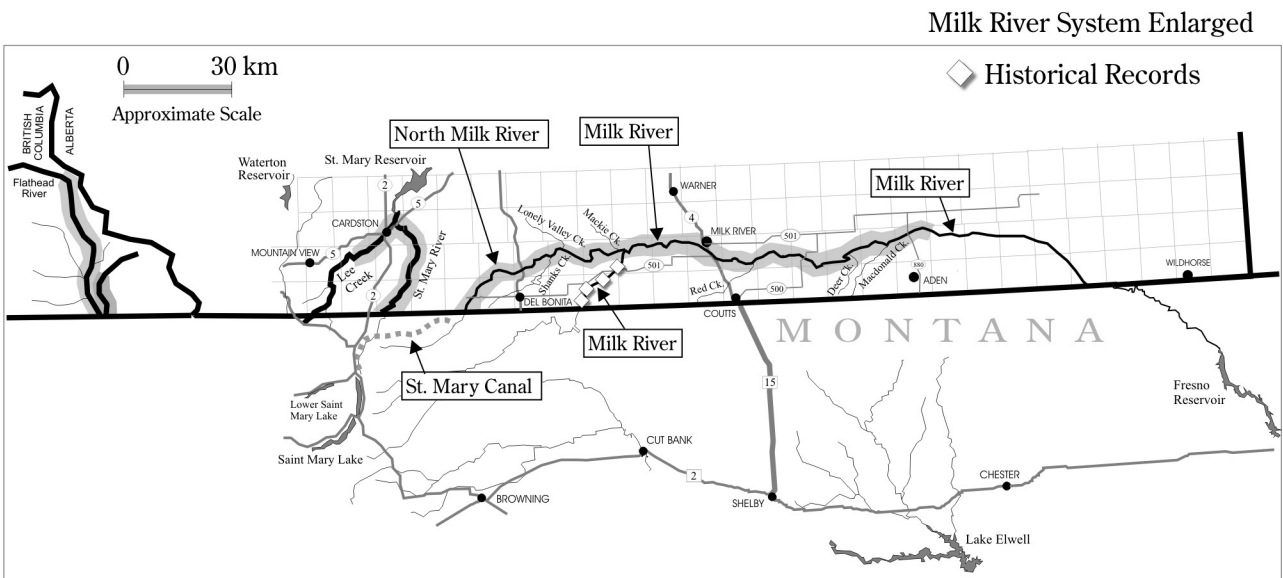 Milk River System Enlarged
0 30 km
Approximate Scale
Historical Records
BRITISH
COLUMBIA
ALBERTA
Flathead
River
Waterton
Reservoir
St. Mary Reservoir
North Milk River
Milk River
Milk River
WARNER
2
5
4
CARDSTON
MOUNTAIN VIEW
5
Lee
Creek
St. Mary River
2
Lonely Valley Ck.
Mackie Ck.
Shanks Ck.
501
MILK RIVER
501
Deer Ck.
Macdonald Ck.
880
ADEN
WILDHORSE
DEL BONITA
Red Ck.
500
COUTTS
Milk River
MONTANA
St. Mary Canal
15
Lower Saint
Mary Lake
Saint Mary Lake
Fresno
Reservoir
CUT BANK
2
BROWNING
SHELBY
CHESTER
Lake Elwell